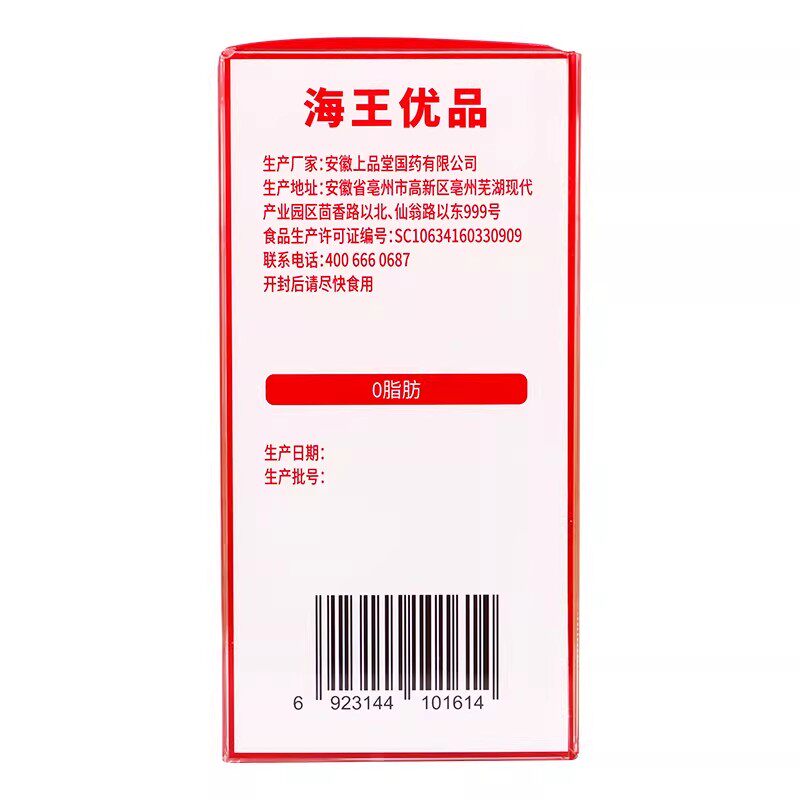 海王优品
生产厂家:安徽上品堂国药有限公司
生产地址:安徽省亳州市高新区亳州芜湖现代
产业园区茴香路以北、仙翁路以东999号
食品生产许可证编号:SC10634160330909
联系电话:400 666 0687
开封后请尽快食用
0脂肪
生产日期:
生产批号:
6 923144 101614